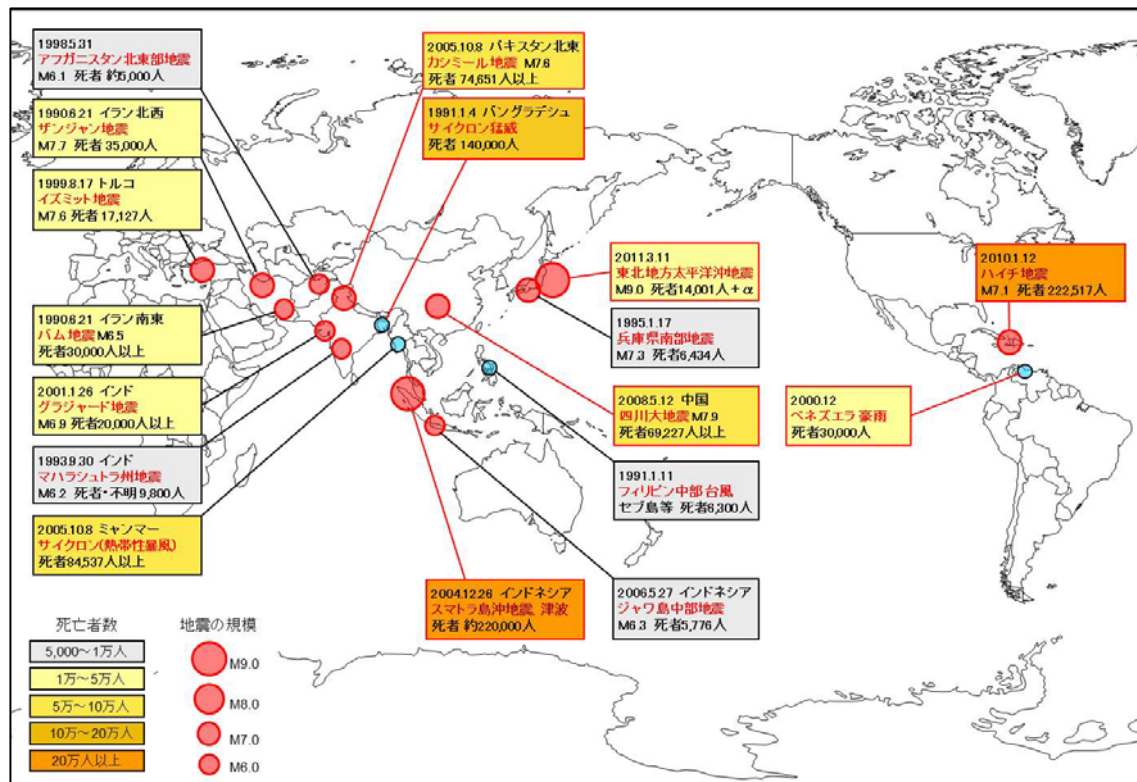 1998.5.31
アフガニスタン北東部地震
M6.1 死者 約5,000人
1990.6.21 イラン北西
ザンジャン地震
M7.7 死者 35,000人
1999.8.17 トルコ
イズミット地震
M7.6 死者 17,127人
1990.6.21 イラン南東
バム地震 M6.5
死者30,000人以上
2001.1.26 インド
グラジャード地震
M6.9 死者20,000人以上
1993.9.30 インド
マハラシュトラ州地震
M6.2 死者・不明 9,800人
2005.10.8 ミャンマー
サイクロン(熱帯性暴風)
死者84,537人以上
2005.10.8 パキスタン北東
カシミール地震 M7.6
死者 74,651人以上
1991.1.4 バングラデシュ
サイクロン猛威
死者 140,000人
2011.3.11
東北地方太平洋沖地震
M9.0 死者14,001人+α
1995.1.17
兵庫県南部地震
M7.3 死者6,434人
2008.5.12 中国
四川大地震 M7.9
死者69,227人以上
1991.1.11
フィリピン中部 台風
セブ島等 死者6,300人
2004.12.26 インドネシア
スマトラ島沖地震 津波
死者 約220,000人
2006.5.27 インドネシア
ジャワ島中部地震
M6.3 死者5,776人
2010.1.12
ハイチ地震
M7.1 死者 222,517人
2000.12
ベネズエラ 豪雨
死者30,000人
死亡者数
5,000～1万人
1万～5万人
5万～10万人
10万～20万人
20万人以上
地震の規模
M9.0
M8.0
M7.0
M6.0